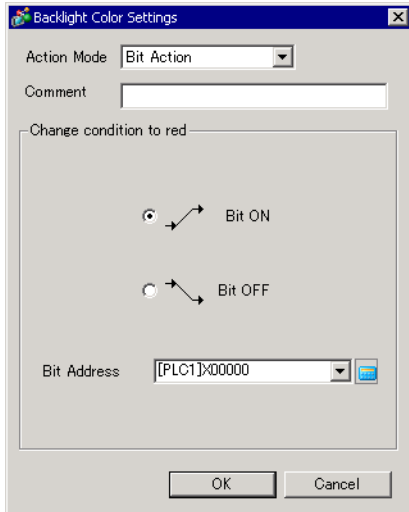 Backlight Color Settings
Action Mode Bit Action
Comment
Change condition to red
Bit ON
Bit OFF
Bit Address [PLC1]X00000
OK Cancel